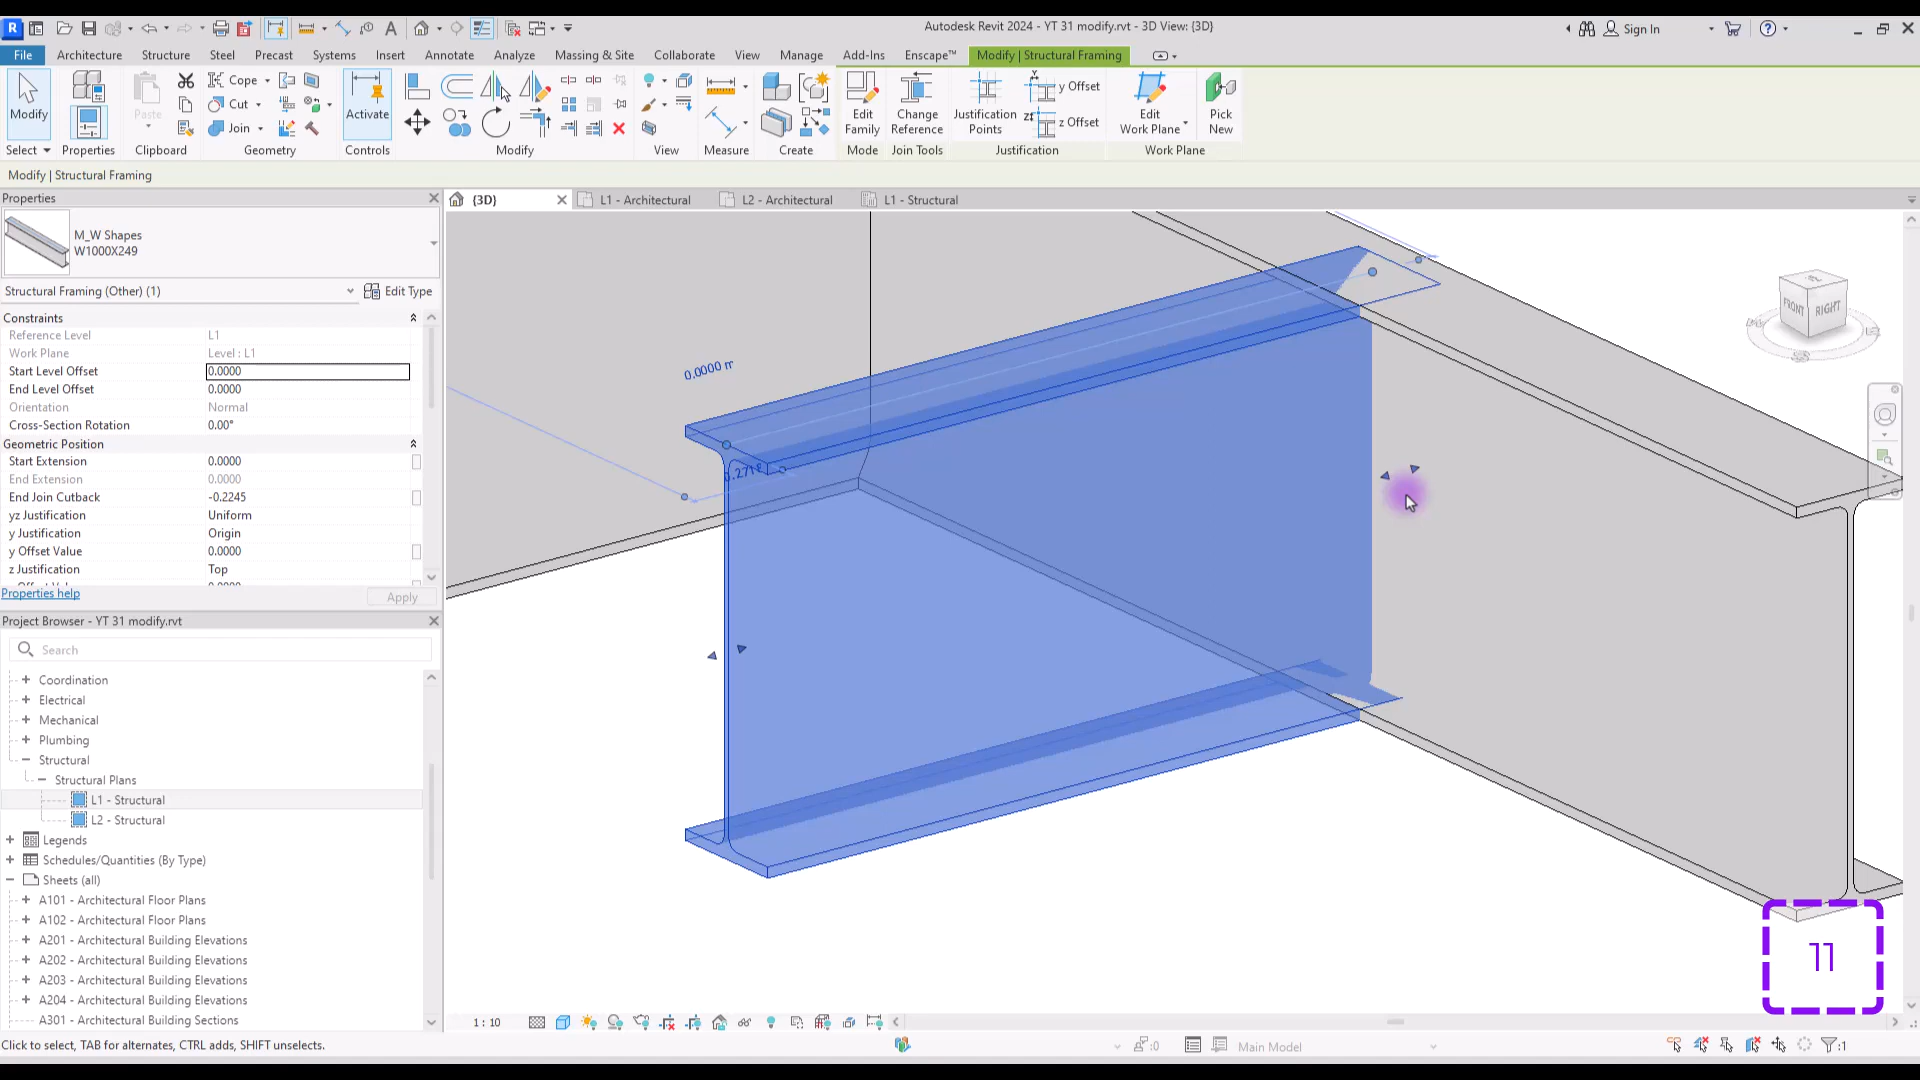 Autodesk Revit 2024 - YT 31 modify.rvt - 3D View: {3D}
Sign In
File
Architecture
Structure
Steel
Precast
Systems
Insert
Annotate
Analyze
Massing & Site
Collaborate
View
Manage
Add-Ins
Enscape™
Modify | Structural Framing
Modify
Paste
Cope
Cut
Join
Activate
Edit Family
Change Reference
Justification Points
y Offset
z Offset
Edit Work Plane
Pick New
Select
Properties
Clipboard
Geometry
Controls
Modify
View
Measure
Create
Mode
Join Tools
Justification
Work Plane
Modify | Structural Framing
Properties
{3D}
L1 - Architectural
L2 - Architectural
L1 - Structural
M_W Shapes
W1000X249
Structural Framing (Other) (1)
Edit Type
Constraints
Reference Level L1
Work Plane Level : L1
Start Level Offset 0.0000
End Level Offset 0.0000
Orientation Normal
Cross-Section Rotation 0.00°
Geometric Position
Start Extension 0.0000
End Extension 0.0000
End Join Cutback -0.2245
yz Justification Uniform
y Justification Origin
y Offset Value 0.0000
z Justification Top
Properties help
Apply
Project Browser - YT 31 modify.rvt
Search
Coordination
Electrical
Mechanical
Plumbing
Structural
Structural Plans
L1 - Structural
L2 - Structural
Legends
Schedules/Quantities (By Type)
Sheets (all)
A101 - Architectural Floor Plans
A102 - Architectural Floor Plans
A201 - Architectural Building Elevations
A202 - Architectural Building Elevations
A203 - Architectural Building Elevations
A204 - Architectural Building Elevations
A301 - Architectural Building Sections
FRONT
RIGHT
11
1 : 10
Click to select, TAB for alternates, CTRL adds, SHIFT unselects.
:0
Main Model
:1